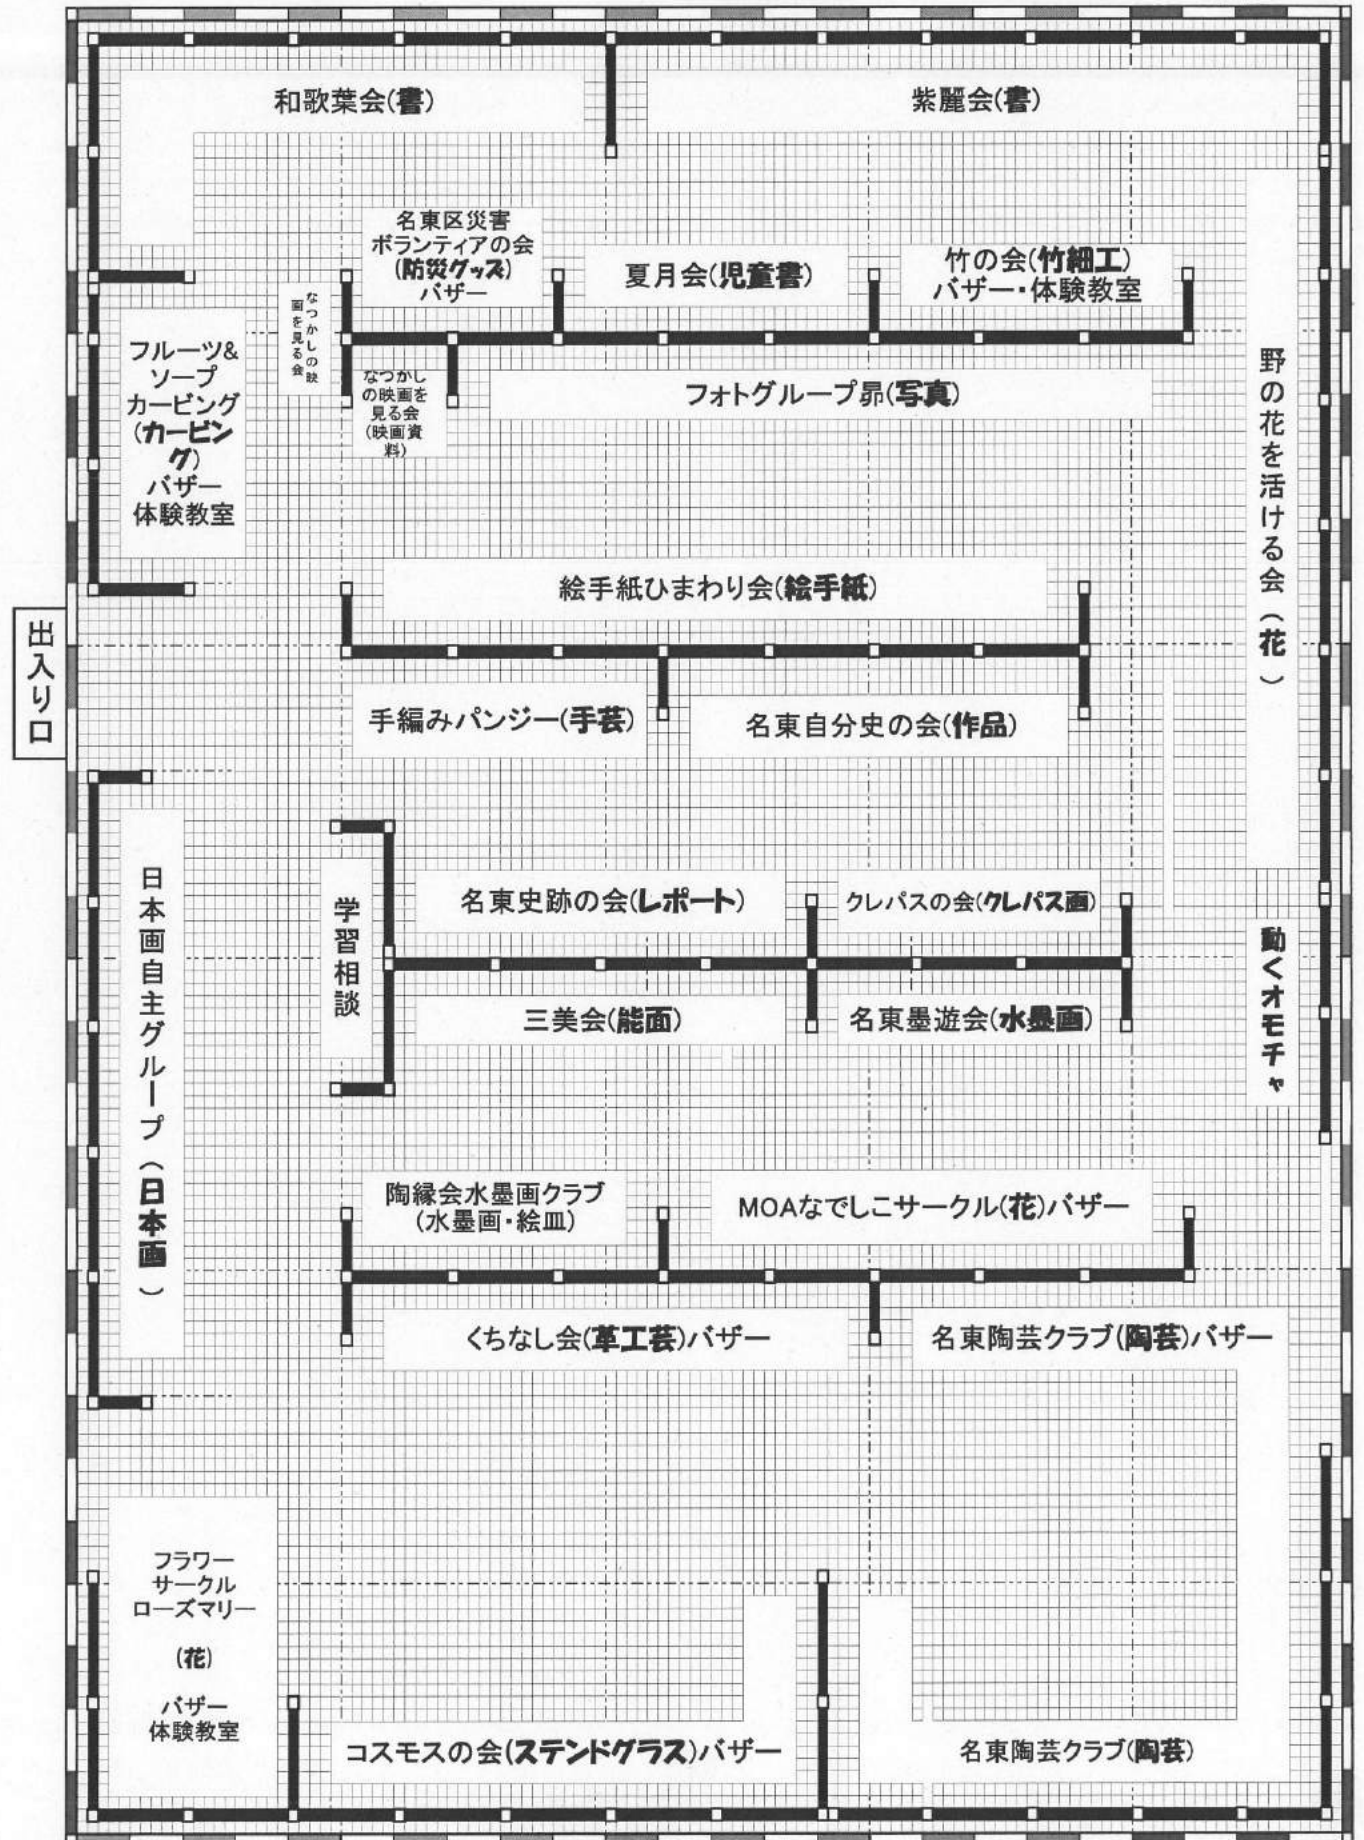 和歌葉会(書)
紫麗会(書)
名東区災害
ボランティアの会
(防災グッズ)
バザー
夏月会(児童書)
竹の会(竹細工)
バザー・体験教室
なつかしの映
画を見る会
フルーツ&
ソープ
カービング
(カービン
グ)
バザー
体験教室
なつかし
の映画を
見る会
(映画資
料)
フォトグループ昴(写真)
野の花を活ける会(花)
絵手紙ひまわり会(絵手紙)
出入り口
手編みパンジー(手芸)
名東自分史の会(作品)
日本画自主グループ(日本画)
学習相談
名東史跡の会(レポート)
クレパスの会(クレパス画)
動くオモチャ
三美会(能面)
名東墨遊会(水墨画)
陶縁会水墨画クラブ
(水墨画・絵皿)
MOAなでしこサークル(花)バザー
くちなし会(革工芸)バザー
名東陶芸クラブ(陶芸)バザー
フラワー
サークル
ローズマリー
(花)
バザー
体験教室
コスモスの会(ステンドグラス)バザー
名東陶芸クラブ(陶芸)